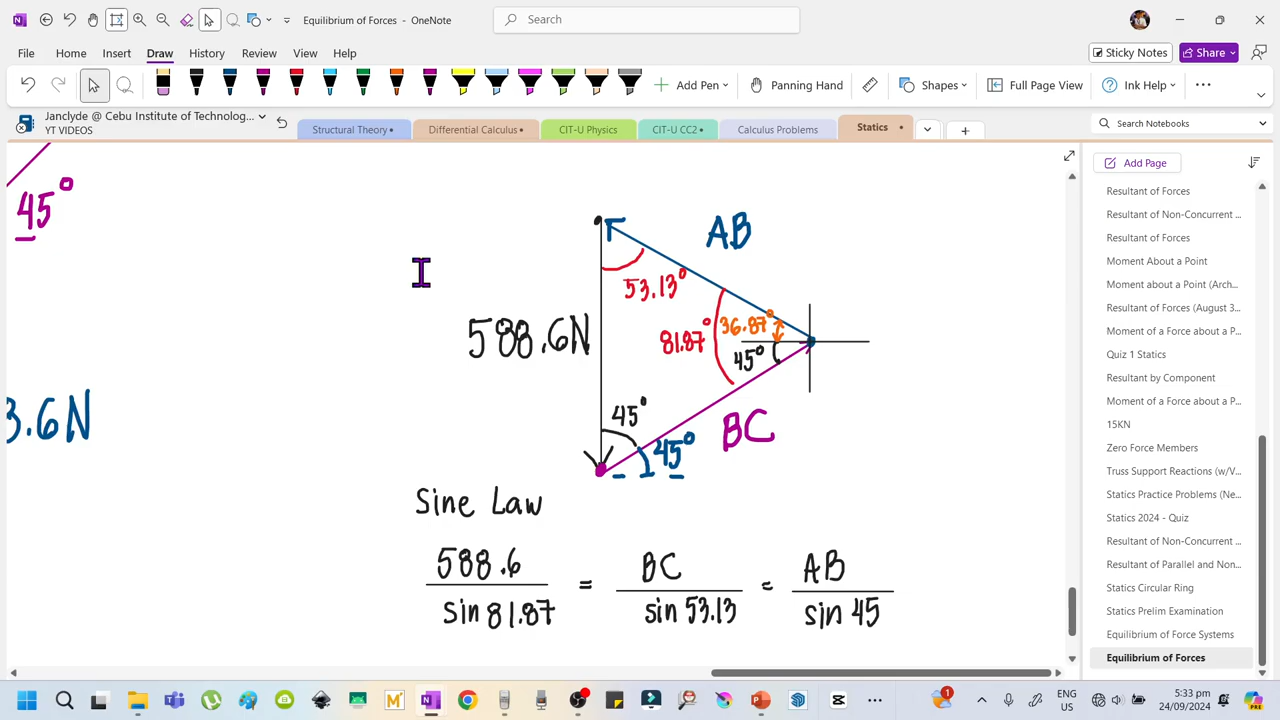 Equilibrium of Forces - OneNote
Search
File Home Insert Draw History Review View Help
Sticky Notes
Share
Add Pen
Panning Hand
Shapes
Full Page View
Ink Help
Janclyde @ Cebu Institute of Technolog...
YT VIDEOS
Structural Theory
Differential Calculus
CIT-U Physics
CIT-U CC2
Calculus Problems
Statics
Search Notebooks
Add Page
Resultant of Forces
Resultant of Non-Concurrent ...
Resultant of Forces
Moment About a Point
Moment about a Point (Arch...
Resultant of Forces (August 3...
Moment of a Force about a P...
Quiz 1 Statics
Resultant by Component
Moment of a Force about a P...
15KN
Zero Force Members
Truss Support Reactions (w/V...
Statics Practice Problems (Ne...
Statics 2024 - Quiz
Resultant of Non-Concurrent ...
Resultant of Parallel and Non...
Statics Circular Ring
Statics Prelim Examination
Equilibrium of Force Systems
Equilibrium of Forces
45°
3.6N
AB
53.13°
588.6N
81.87°
36.87°
45°
45°
BC
45°
Sine Law
588.6 / sin 81.87 = BC / sin 53.13 = AB / sin 45
1
ENG
PH
5:33 pm
24/09/2024